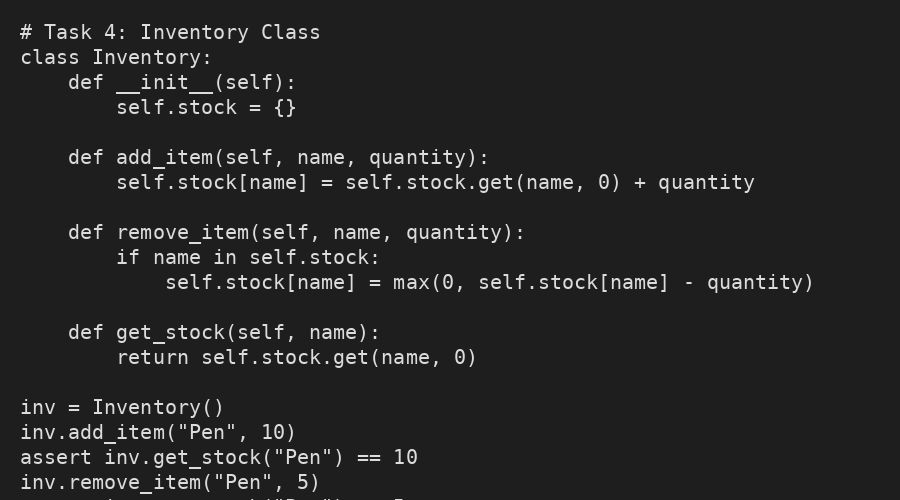 # Task 4: Inventory Class
class Inventory:
    def __init__(self):
        self.stock = {}

    def add_item(self, name, quantity):
        self.stock[name] = self.stock.get(name, 0) + quantity

    def remove_item(self, name, quantity):
        if name in self.stock:
            self.stock[name] = max(0, self.stock[name] - quantity)

    def get_stock(self, name):
        return self.stock.get(name, 0)

inv = Inventory()
inv.add_item("Pen", 10)
assert inv.get_stock("Pen") == 10
inv.remove_item("Pen", 5)